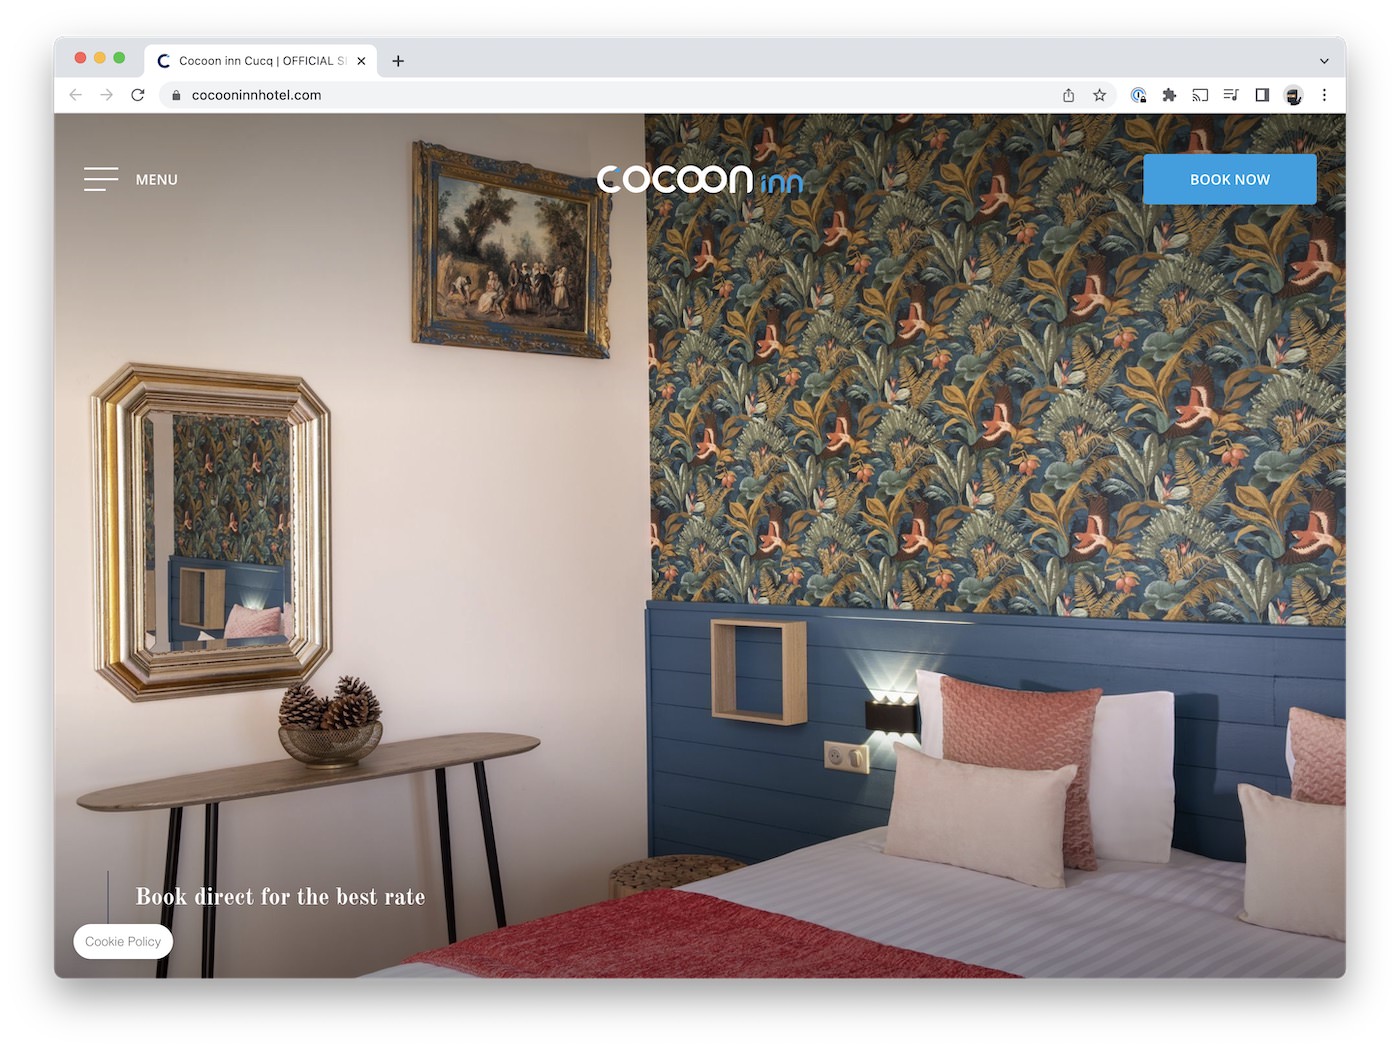 Cocoon inn Cucq | OFFICIAL S
cocooninnhotel.com
MENU
cocoon inn
BOOK NOW
Book direct for the best rate
Cookie Policy